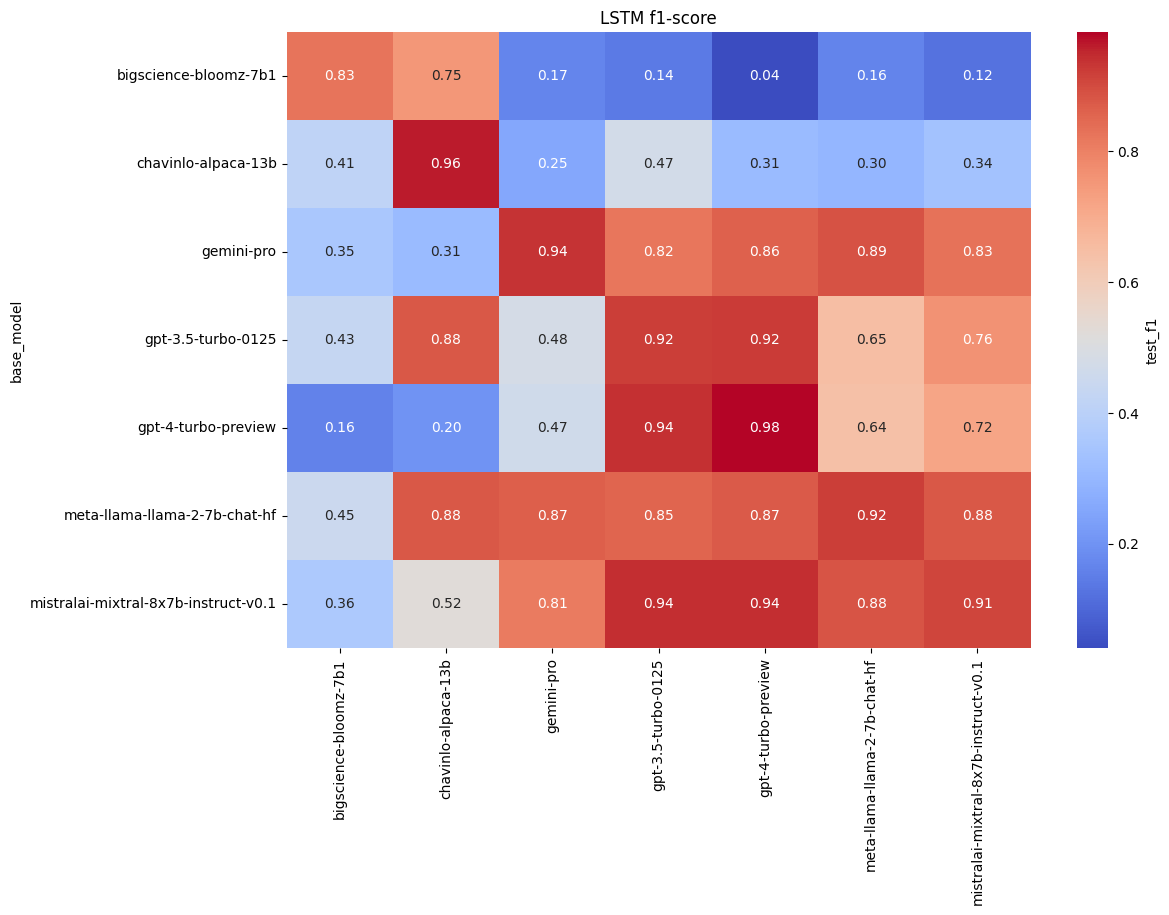 LSTM f1-score
base_model
bigscience-bloomz-7b1 0.83 0.75 0.17 0.14 0.04 0.16 0.12
chavinlo-alpaca-13b 0.41 0.96 0.25 0.47 0.31 0.30 0.34
gemini-pro 0.35 0.31 0.94 0.82 0.86 0.89 0.83
gpt-3.5-turbo-0125 0.43 0.88 0.48 0.92 0.92 0.65 0.76
gpt-4-turbo-preview 0.16 0.20 0.47 0.94 0.98 0.64 0.72
meta-llama-llama-2-7b-chat-hf 0.45 0.88 0.87 0.85 0.87 0.92 0.88
mistralai-mixtral-8x7b-instruct-v0.1 0.36 0.52 0.81 0.94 0.94 0.88 0.91
bigscience-bloomz-7b1
chavinlo-alpaca-13b
gemini-pro
gpt-3.5-turbo-0125
gpt-4-turbo-preview
meta-llama-llama-2-7b-chat-hf
mistralai-mixtral-8x7b-instruct-v0.1
0.8
0.6
0.4
0.2
test_f1